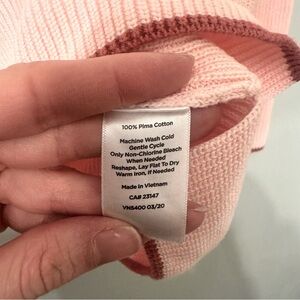 100% Pima Cotton
Machine Wash Cold
Gentle Cycle
Only Non-Chlorine Bleach
When Needed
Reshape, Lay Flat To Dry
Warm Iron, if Needed
Made in Vietnam
CA# 23147
VNS400 03/20